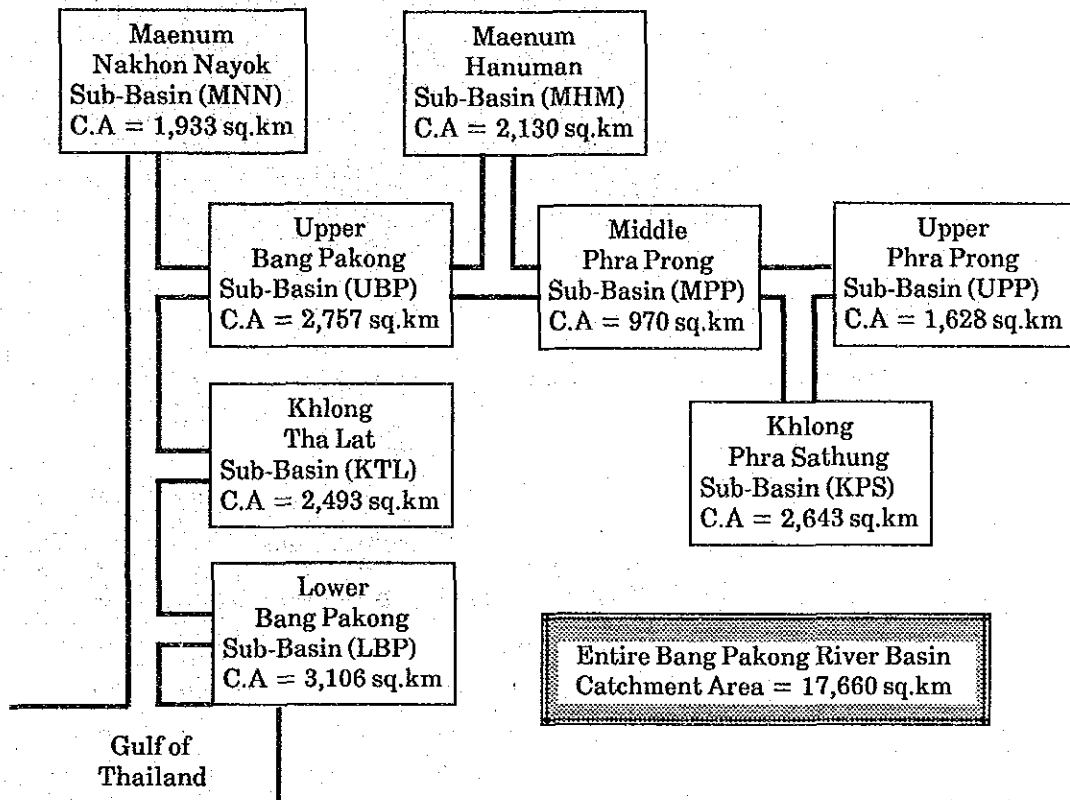 Maenum
Nakhon Nayok
Sub-Basin (MNN)
C.A = 1,933 sq.km
Maenum
Hanuman
Sub-Basin (MHM)
C.A = 2,130 sq.km
Upper
Bang Pakong
Sub-Basin (UBP)
C.A = 2,757 sq.km
Middle
Phra Prong
Sub-Basin (MPP)
C.A = 970 sq.km
Upper
Phra Prong
Sub-Basin (UPP)
C.A = 1,628 sq.km
Khlong
Tha Lat
Sub-Basin (KTL)
C.A = 2,493 sq.km
Khlong
Phra Sathung
Sub-Basin (KPS)
C.A = 2,643 sq.km
Lower
Bang Pakong
Sub-Basin (LBP)
C.A = 3,106 sq.km
Entire Bang Pakong River Basin
Catchment Area = 17,660 sq.km
Gulf of
Thailand